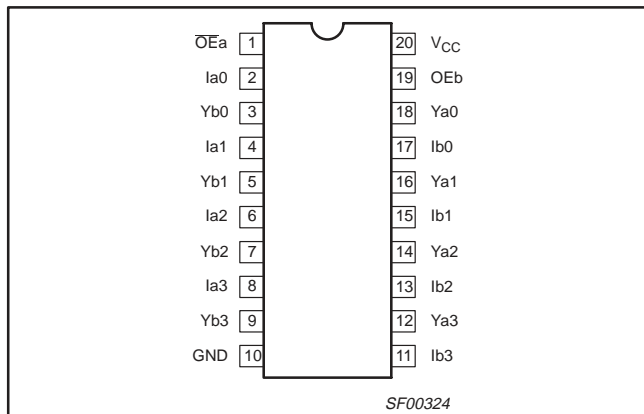 O̅E̅a 1 20 VCC
Ia0 2 19 OEb
Yb0 3 18 Ya0
Ia1 4 17 Ib0
Yb1 5 16 Ya1
Ia2 6 15 Ib1
Yb2 7 14 Ya2
Ia3 8 13 Ib2
Yb3 9 12 Ya3
GND 10 11 Ib3
SF00324